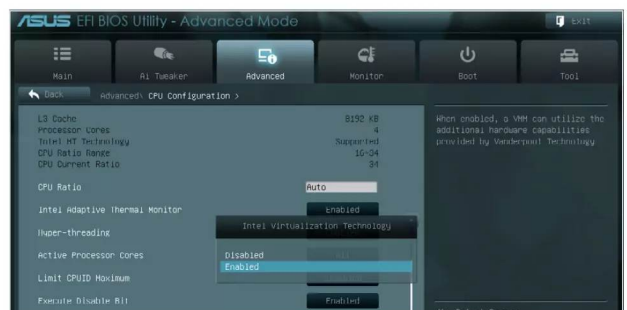 ASUS EFI BIOS Utility - Advanced Mode
Exit
Main
Ai Tweaker
Advanced
Monitor
Boot
Tool
Back
Advanced\ CPU Configuration >
L3 Cache 8192 KB
Processor Cores 4
Intel HT Technology Supported
CPU Ratio Range 16-34
CPU Current Ratio 34
CPU Ratio Auto
Intel Adaptive Thermal Monitor Enabled
Hyper-threading
Active Processor Cores
Limit CPUID Maximum
Execute Disable Bit Enabled
Intel Virtualization Technology
Disabled
Enabled
When enabled, a VMM can utilize the
additional hardware capabilities
provided by Vanderpool Technology